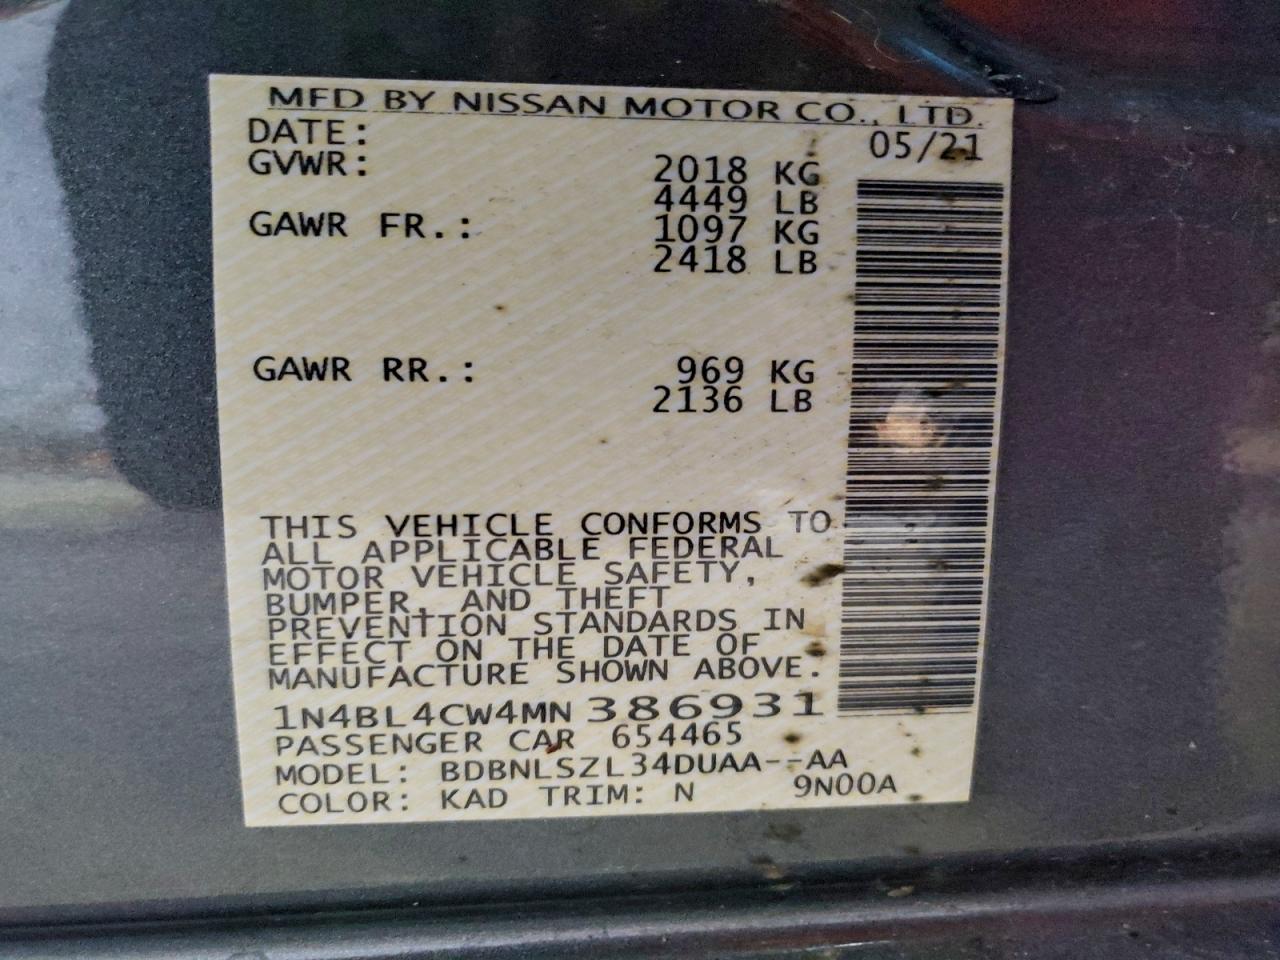 MFD BY NISSAN MOTOR CO., LTD.
DATE: 05/21
GVWR: 2018 KG
4449 LB
GAWR FR.: 1097 KG
2418 LB
GAWR RR.: 969 KG
2136 LB
THIS VEHICLE CONFORMS TO
ALL APPLICABLE FEDERAL
MOTOR VEHICLE SAFETY,
BUMPER, AND THEFT
PREVENTION STANDARDS IN
EFFECT ON THE DATE OF
MANUFACTURE SHOWN ABOVE.
1N4BL4CW4MN386931
PASSENGER CAR 654465
MODEL: BDBNLSZL34DUAA--AA
COLOR: KAD TRIM: N 9N00A